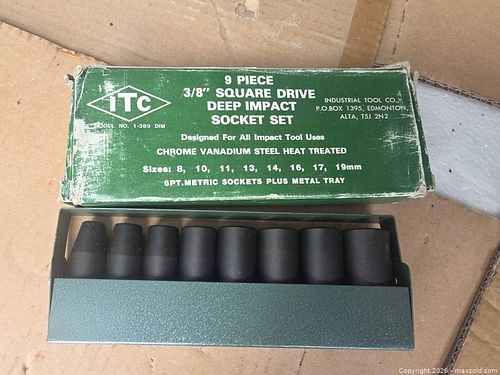 9 PIECE
3/8" SQUARE DRIVE
DEEP IMPACT
SOCKET SET
iTC
MODEL NO. 1-389 DIM
INDUSTRIAL TOOL CO.,
P.O.BOX 1395, EDMONTON,
ALTA, T5J 2N2
Designed For All Impact Tool Uses
CHROME VANADIUM STEEL HEAT TREATED
Sizes: 8, 10, 11, 13, 14, 16, 17, 19mm
6PT. METRIC SOCKETS PLUS METAL TRAY
Copyright 2026 - maxsold.com